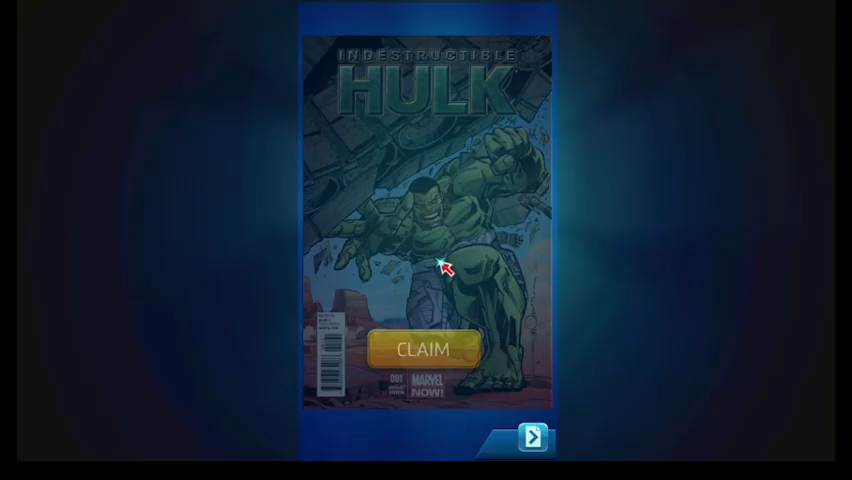 INDESTRUCTIBLE
HULK
CLAIM
001
MARVEL
NOW!